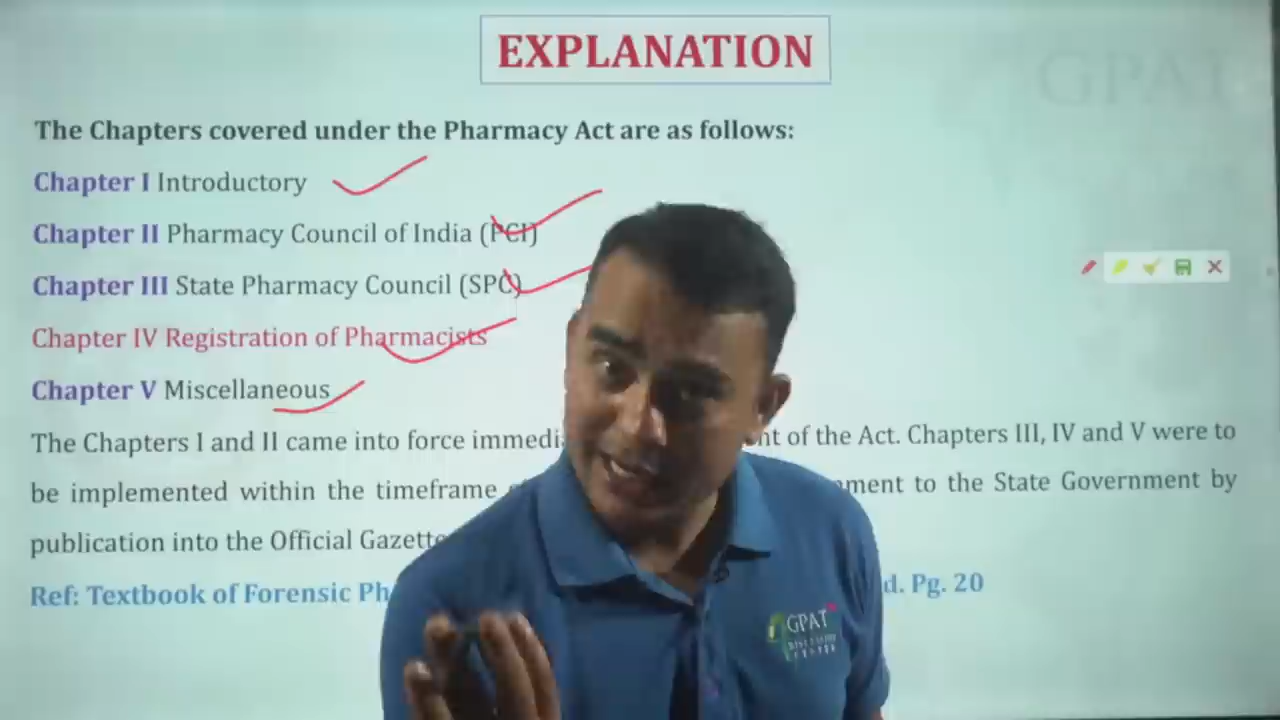 EXPLANATION
GPAT
The Chapters covered under the Pharmacy Act are as follows:
Chapter I Introductory
Chapter II Pharmacy Council of India (PCI)
Chapter III State Pharmacy Council (SPC)
Chapter IV Registration of Pharmacists
Chapter V Miscellaneous
The Chapters I and II came into force of the Act. Chapters III, IV and V were to
be implemented within the timeframe to the State Government by
publication into the Official
Ref: Textbook of Forensic Pg. 20
GPAT
DISCUSSION
CENTER